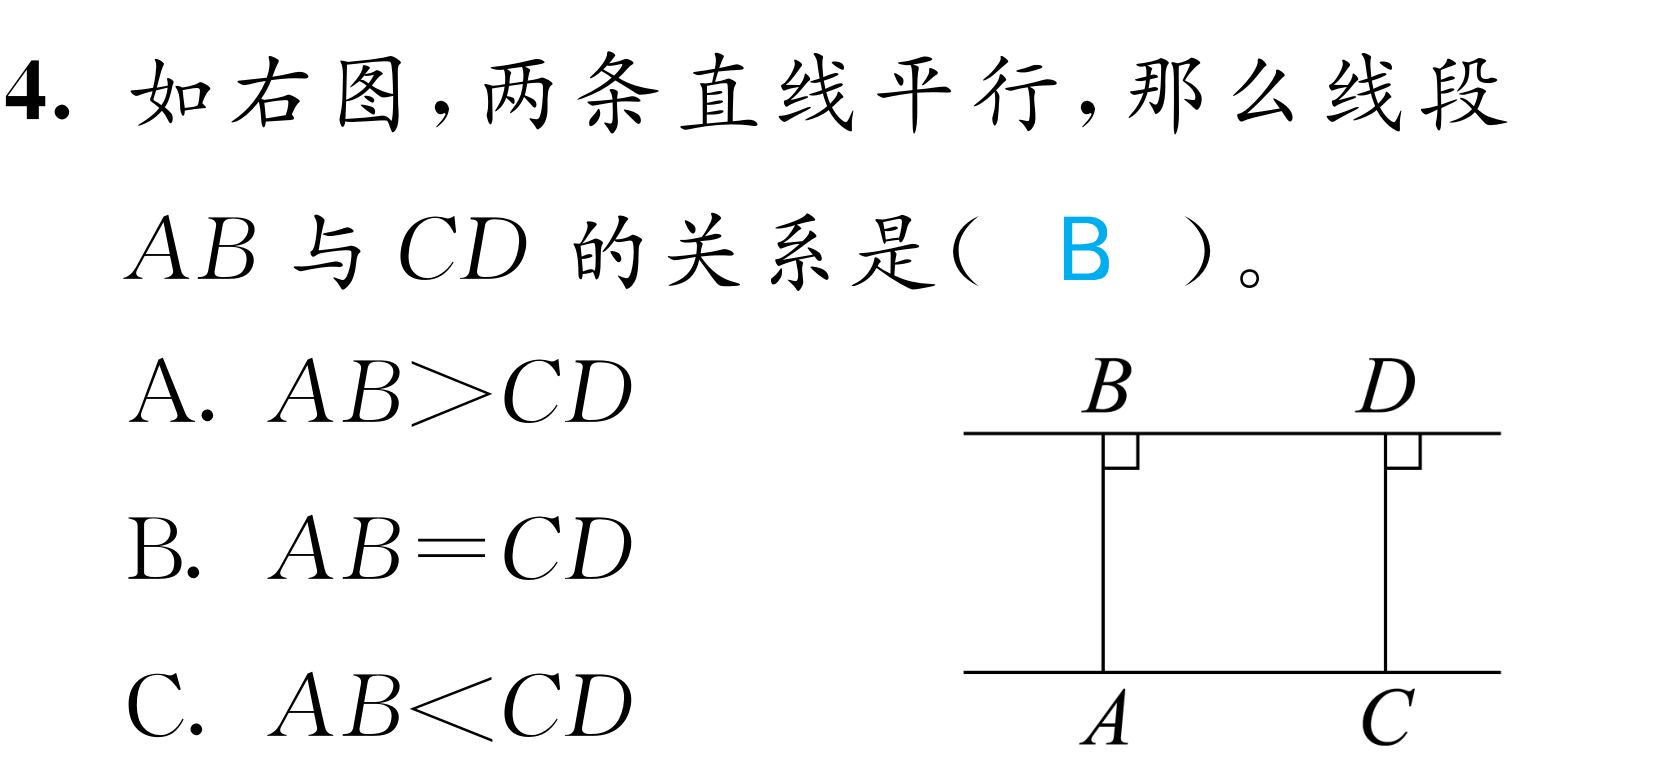 4. 如右图,两条直线平行,那么线段
AB 与 CD 的关系是( B )。
A. AB>CD
B. AB=CD
C. AB<CD
B D
A C